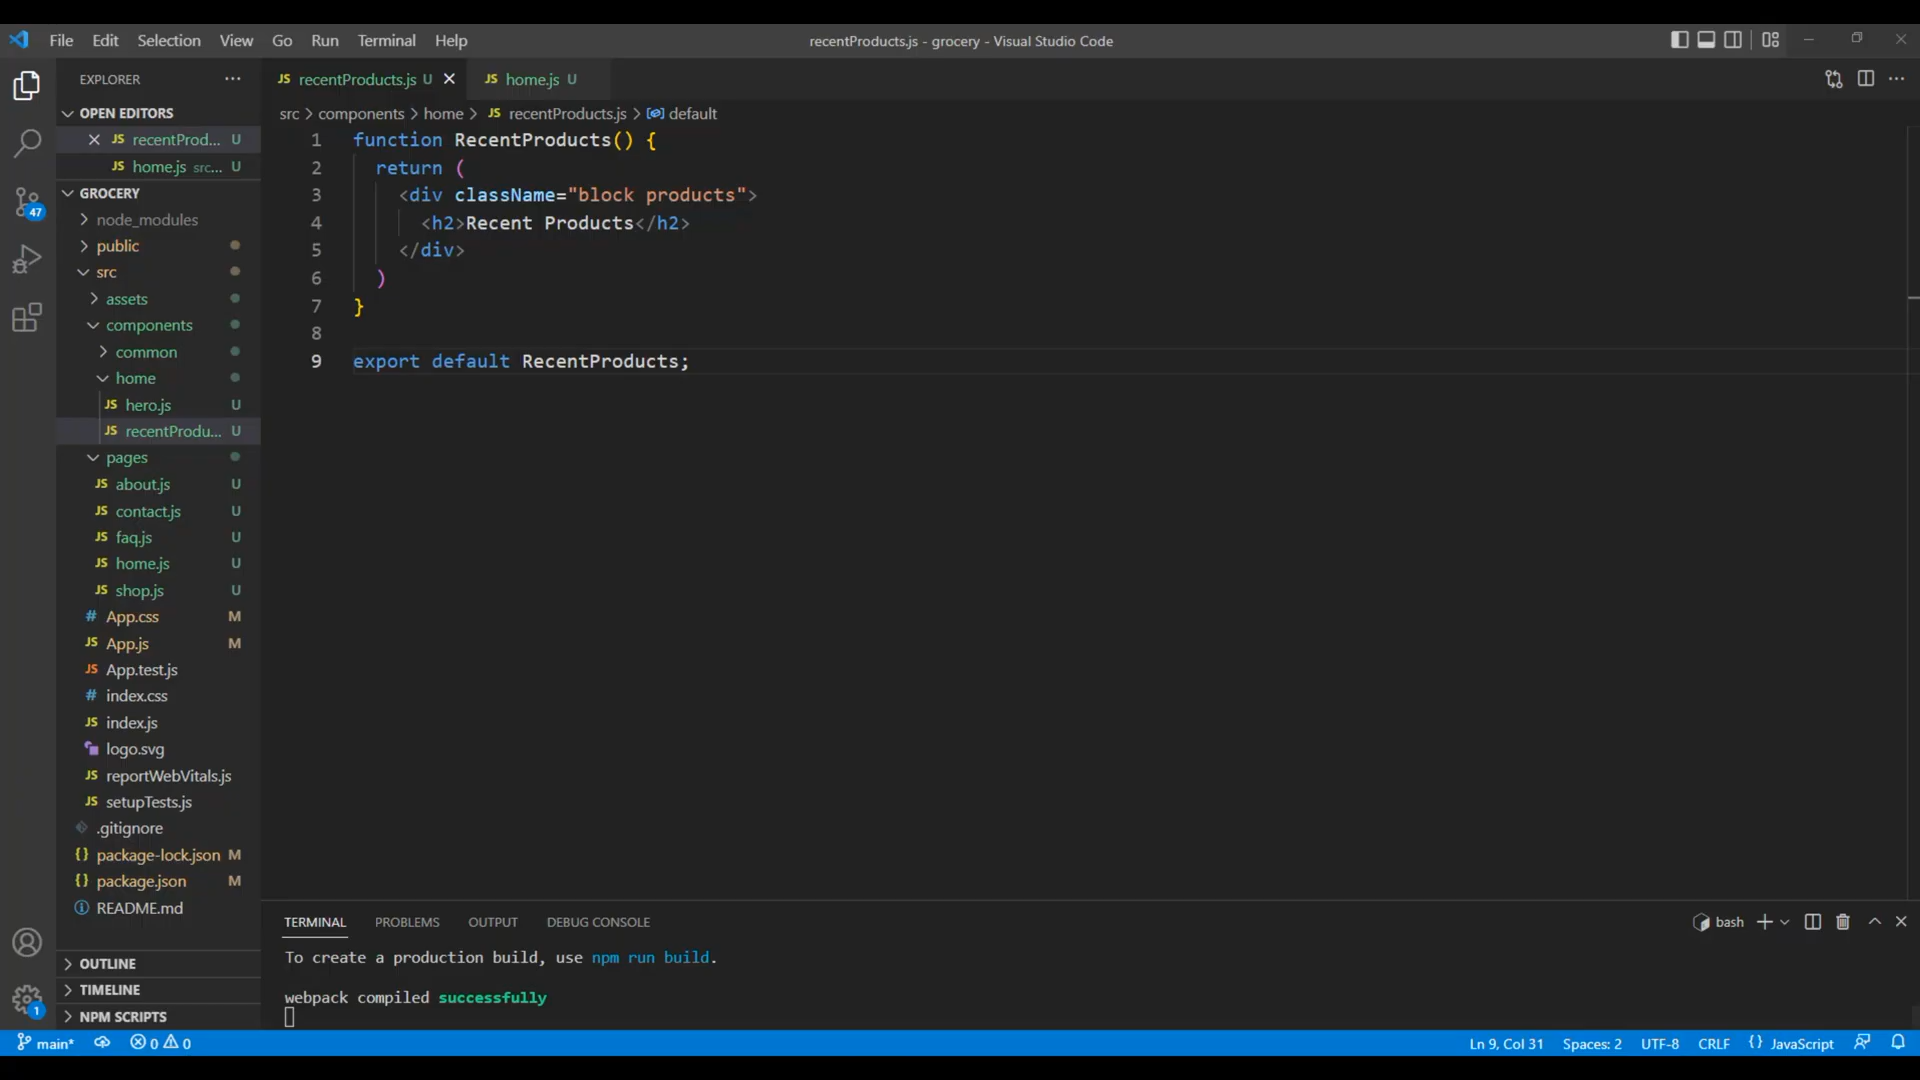 File Edit Selection View Go Run Terminal Help
recentProducts.js - grocery - Visual Studio Code
EXPLORER
OPEN EDITORS
JS recentProd... U
JS home.js src... U
GROCERY
node_modules
public
src
assets
components
common
home
JS hero.js U
JS recentProdu... U
pages
JS about.js U
JS contact.js U
JS faq.js U
JS home.js U
JS shop.js U
# App.css M
JS App.js M
JS App.test.js
# index.css
JS index.js
logo.svg
JS reportWebVitals.js
JS setupTests.js
.gitignore
{} package-lock.json M
{} package.json M
README.md
OUTLINE
TIMELINE
NPM SCRIPTS
47
1
JS recentProducts.js U
JS home.js U
src > components > home > JS recentProducts.js > default
1 function RecentProducts() {
2 return (
3 <div className="block products">
4 <h2>Recent Products</h2>
5 </div>
6 )
7 }
8
9 export default RecentProducts;
TERMINAL PROBLEMS OUTPUT DEBUG CONSOLE
bash
To create a production build, use npm run build.
webpack compiled successfully
main* 0 0
Ln 9, Col 31 Spaces: 2 UTF-8 CRLF {} JavaScript